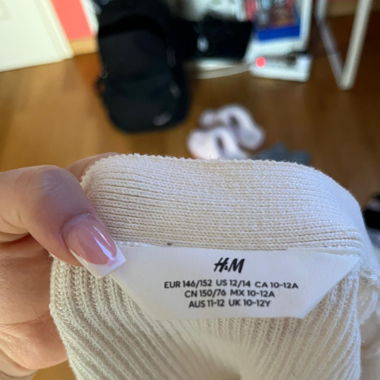 H&M
EUR 146/152 US 12/14 CA 10-12A
CN 150/76 MX 10-12A
AUS 11-12 UK 10-12Y